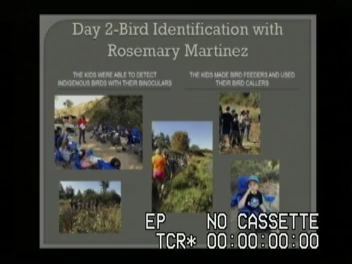 Day 2-Bird Identification with
Rosemary Martinez
THE KIDS WERE ABLE TO DETECT
INDIGENOUS BIRDS WITH THEIR BINOCULARS
THE KIDS MADE BIRD FEEDERS AND USED
THEIR BIRD CALLERS
EP NO CASSETTE
TCR* 00:00:00:00